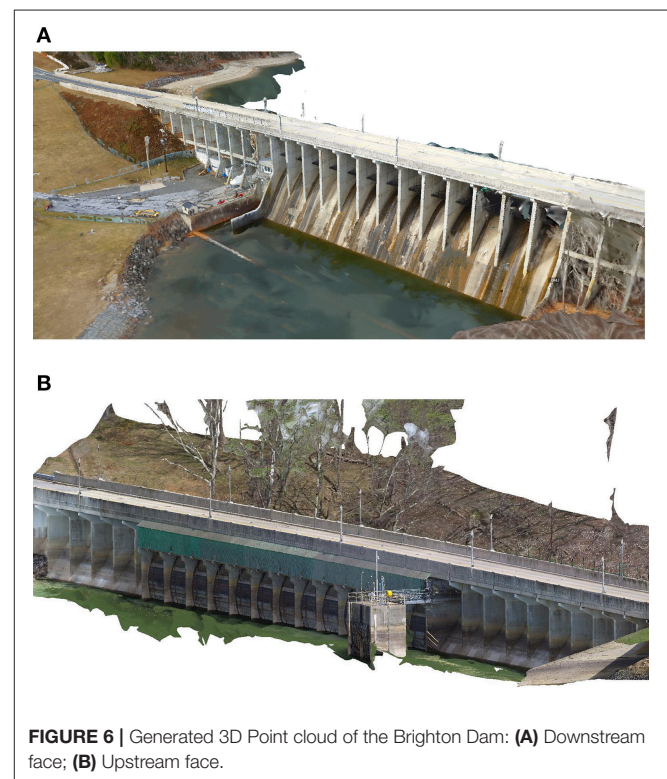 A
B
FIGURE 6 | Generated 3D Point cloud of the Brighton Dam: (A) Downstream
face; (B) Upstream face.